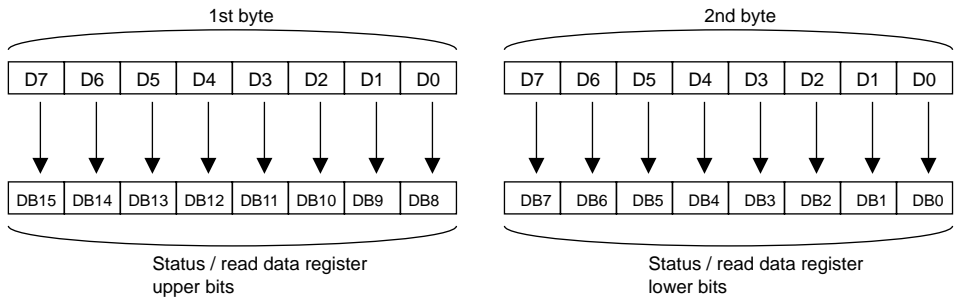 1st byte 2nd byte
D7 D6 D5 D4 D3 D2 D1 D0 D7 D6 D5 D4 D3 D2 D1 D0
DB15 DB14 DB13 DB12 DB11 DB10 DB9 DB8 DB7 DB6 DB5 DB4 DB3 DB2 DB1 DB0
Status / read data register
upper bits
Status / read data register
lower bits